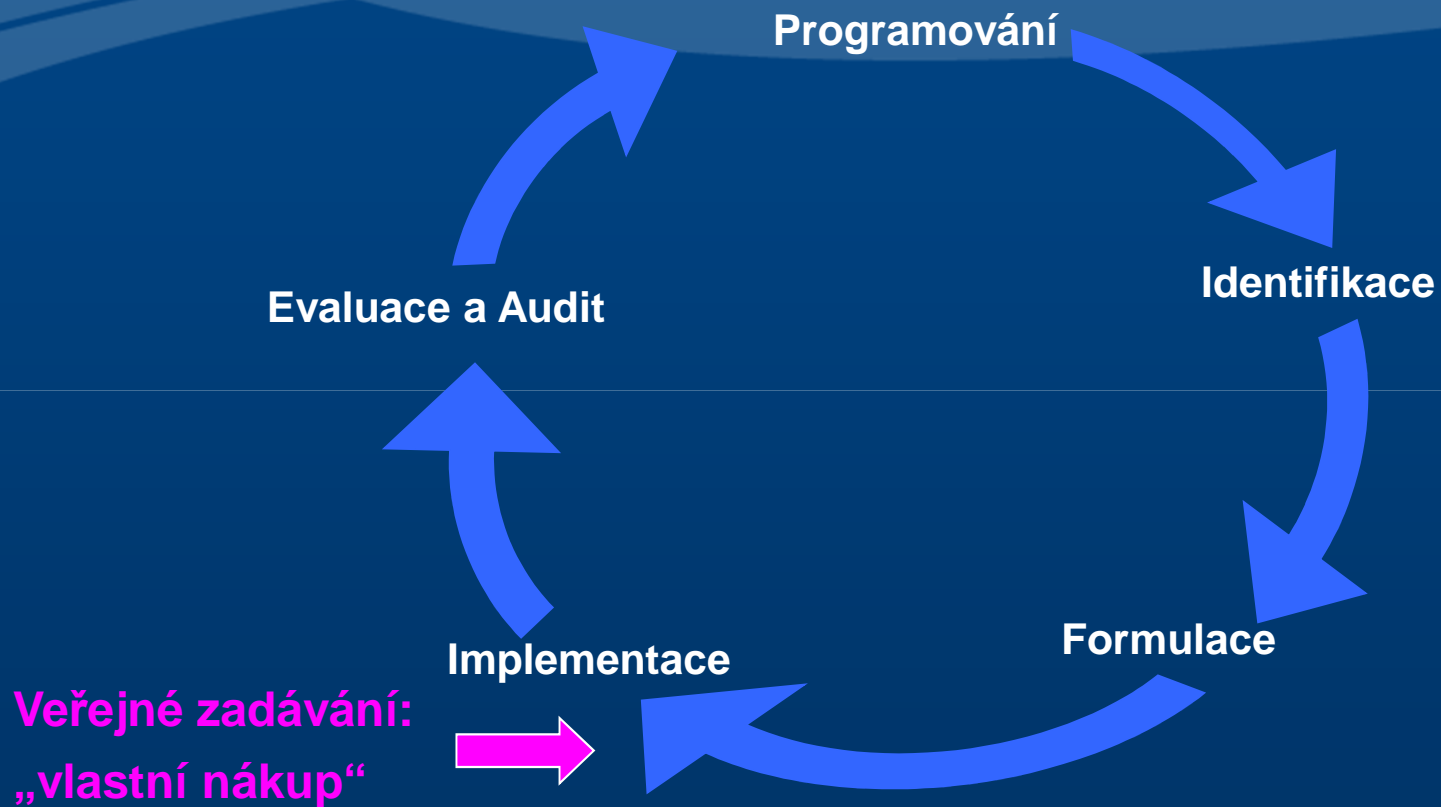 Programování
Identifikace
Evaluace a Audit
Formulace
Implementace
Veřejné zadávání:
„vlastní nákup“